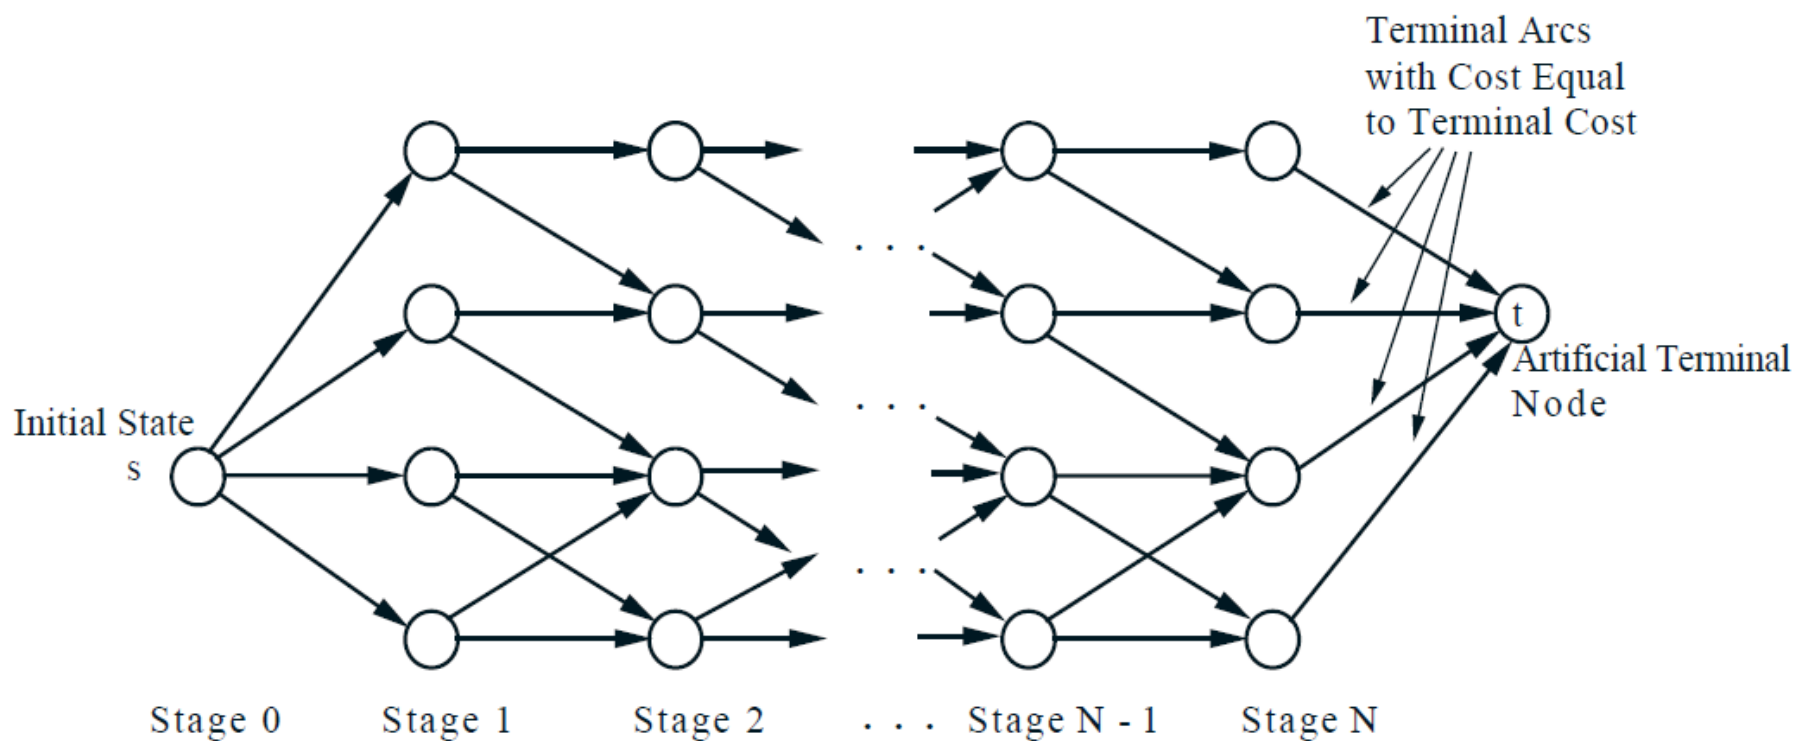 Terminal Arcs
with Cost Equal
to Terminal Cost
. . .
t
Artificial Terminal
Node
. . .
Initial State
s
. . .
Stage 0 Stage 1 Stage 2 . . . Stage N - 1 Stage N